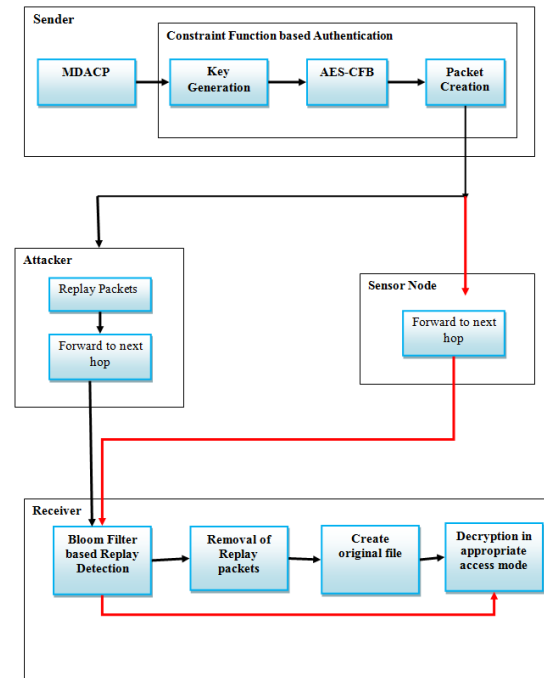 Sender
Constraint Function based Authentication
MDACP
Key
Generation
AES-CFB
Packet
Creation
Attacker
Replay Packets
Forward to next
hop
Sensor Node
Forward to next
hop
Receiver
Bloom Filter
based Replay
Detection
Removal of
Replay
packets
Create
original file
Decryption in
appropriate
access mode